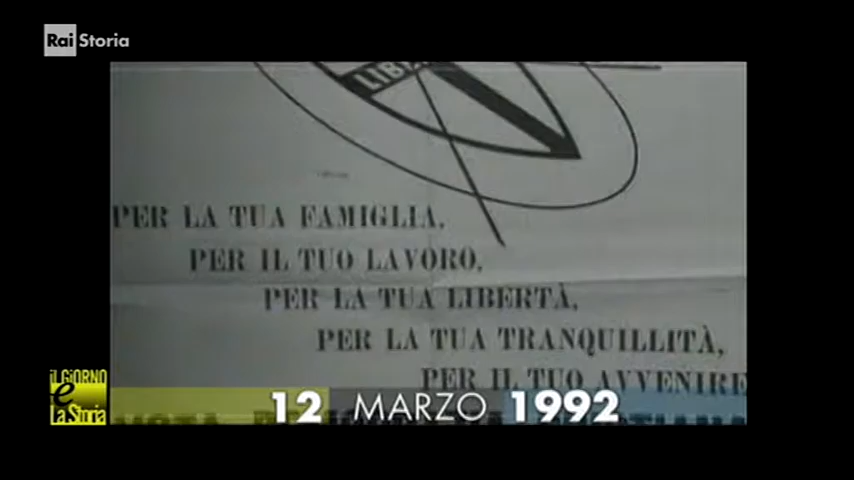 Rai Storia
LIB
PER LA TUA FAMIGLIA,
PER IL TUO LAVORO,
PER LA TUA LIBERTÀ,
PER LA TUA TRANQUILLITÀ,
PER IL TUO AVVENIRE
iL GiORNO
è
La Storia
12 MARZO 1992